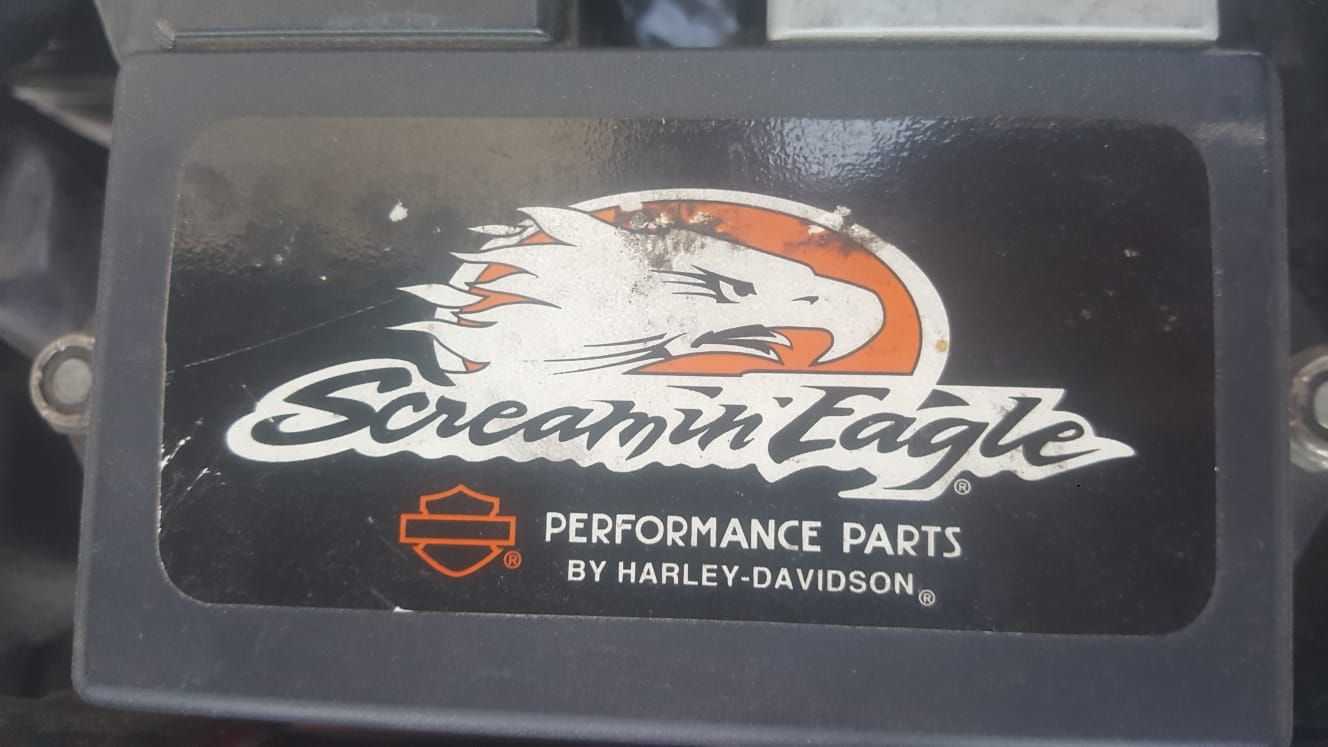 Screamin' Eagle®
PERFORMANCE PARTS
BY HARLEY-DAVIDSON®